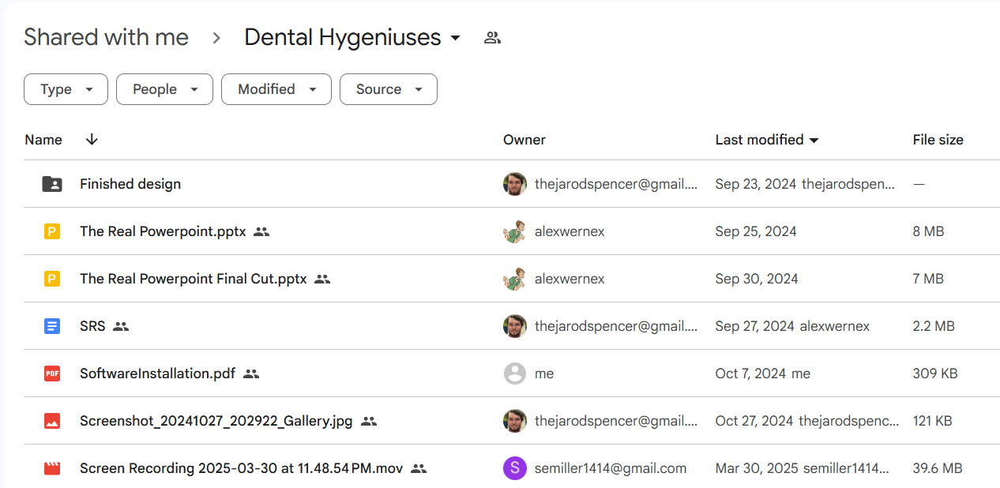 Shared with me > Dental Hygeniuses
Type People Modified Source
Name Owner Last modified File size
Finished design thejarodspencer@gmail.... Sep 23, 2024 thejarodspen... —
P The Real Powerpoint.pptx alexwernex Sep 25, 2024 8 MB
P The Real Powerpoint Final Cut.pptx alexwernex Sep 30, 2024 7 MB
SRS thejarodspencer@gmail.... Sep 27, 2024 alexwernex 2.2 MB
PDF SoftwareInstallation.pdf me Oct 7, 2024 me 309 KB
Screenshot_20241027_202922_Gallery.jpg thejarodspencer@gmail.... Oct 27, 2024 thejarodspenc... 121 KB
Screen Recording 2025-03-30 at 11.48.54 PM.mov S semiller1414@gmail.com Mar 30, 2025 semiller1414... 39.6 MB